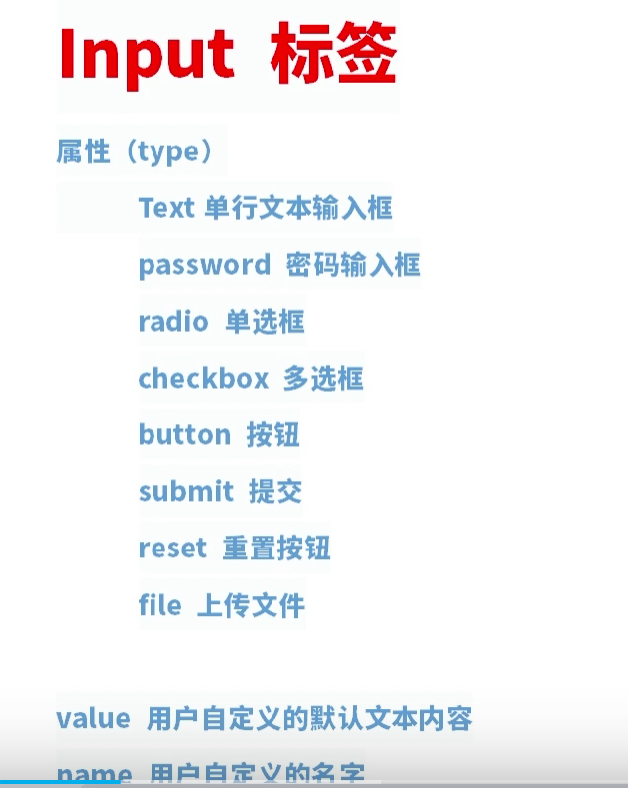 Input 标签
属性（type）
Text 单行文本输入框
password 密码输入框
radio 单选框
checkbox 多选框
button 按钮
submit 提交
reset 重置按钮
file 上传文件
value 用户自定义的默认文本内容
name 用户自定义的名字